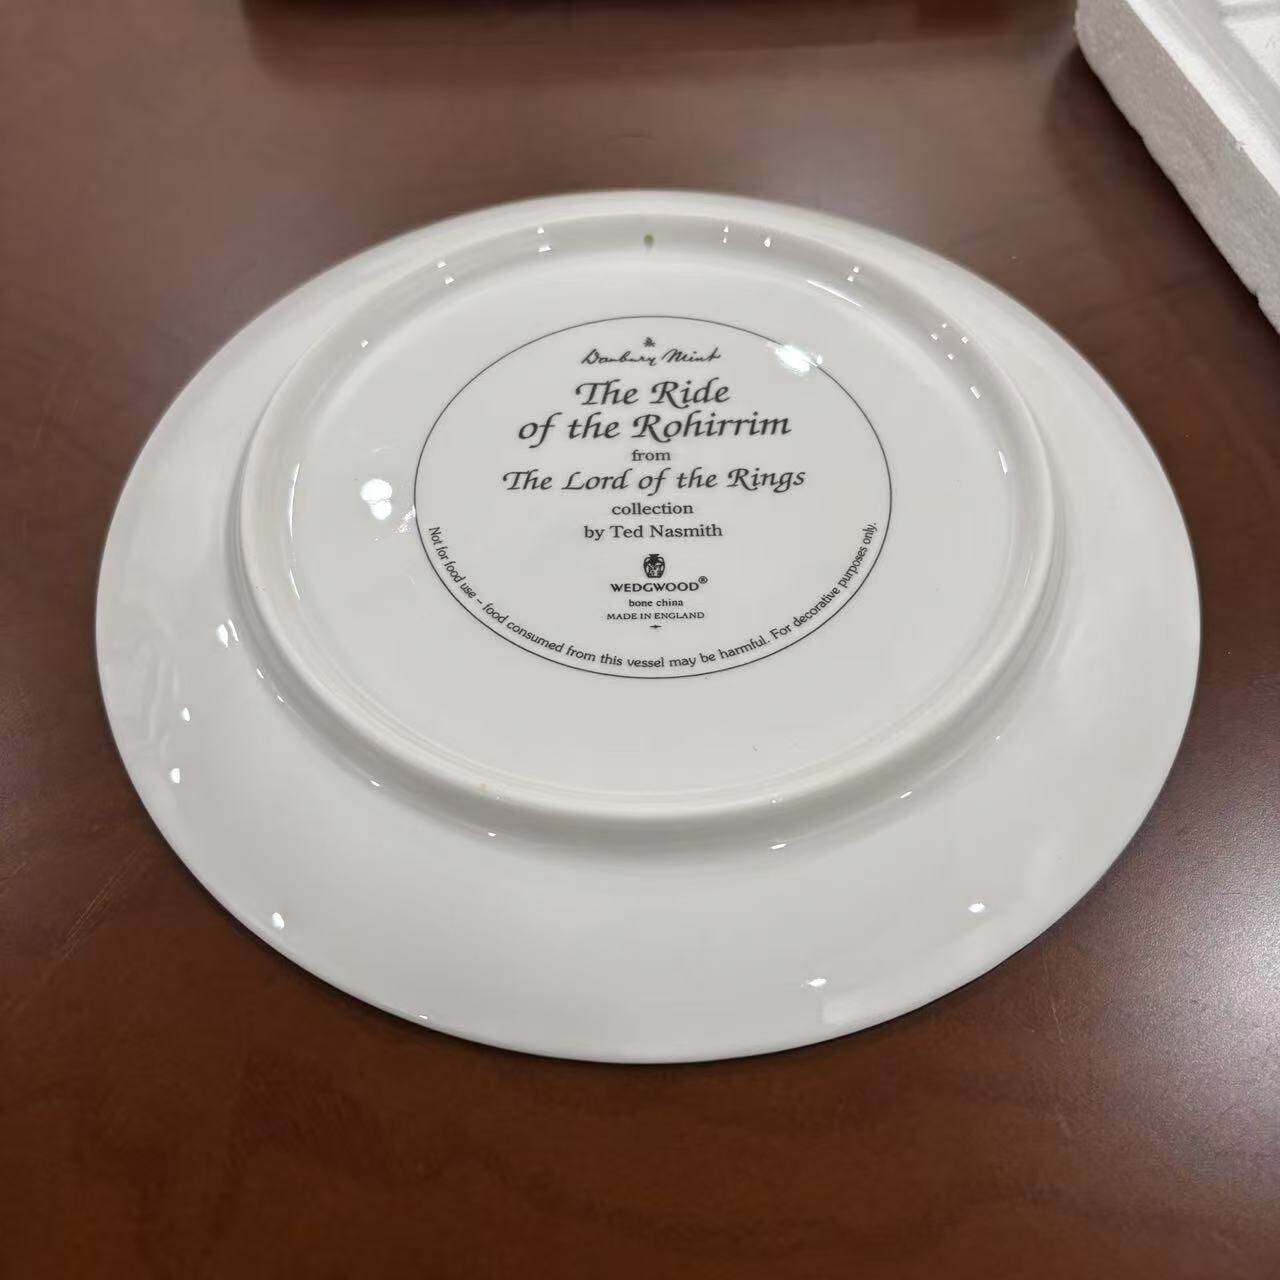 Danbury Mint
The Ride
of the Rohirrim
from
The Lord of the Rings
collection
by Ted Nasmith
WEDGWOOD®
bone china
MADE IN ENGLAND
Not for food use – food consumed from this vessel may be harmful. For decorative purposes only.